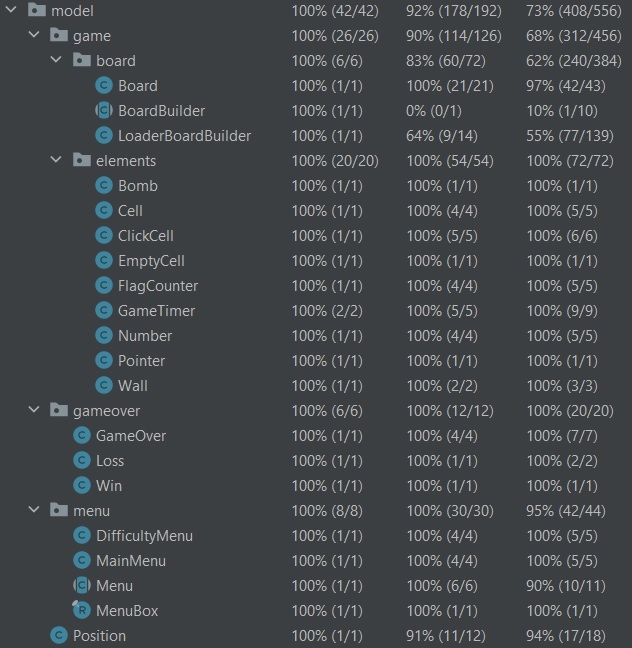 model 100% (42/42) 92% (178/192) 73% (408/556)
game 100% (26/26) 90% (114/126) 68% (312/456)
board 100% (6/6) 83% (60/72) 62% (240/384)
C Board 100% (1/1) 100% (21/21) 97% (42/43)
C BoardBuilder 100% (1/1) 0% (0/1) 10% (1/10)
C LoaderBoardBuilder 100% (1/1) 64% (9/14) 55% (77/139)
elements 100% (20/20) 100% (54/54) 100% (72/72)
C Bomb 100% (1/1) 100% (1/1) 100% (1/1)
C Cell 100% (1/1) 100% (4/4) 100% (5/5)
C ClickCell 100% (1/1) 100% (5/5) 100% (6/6)
C EmptyCell 100% (1/1) 100% (1/1) 100% (1/1)
C FlagCounter 100% (1/1) 100% (4/4) 100% (5/5)
C GameTimer 100% (2/2) 100% (5/5) 100% (9/9)
C Number 100% (1/1) 100% (4/4) 100% (5/5)
C Pointer 100% (1/1) 100% (1/1) 100% (1/1)
C Wall 100% (1/1) 100% (2/2) 100% (3/3)
gameover 100% (6/6) 100% (12/12) 100% (20/20)
C GameOver 100% (1/1) 100% (4/4) 100% (7/7)
C Loss 100% (1/1) 100% (1/1) 100% (2/2)
C Win 100% (1/1) 100% (1/1) 100% (1/1)
menu 100% (8/8) 100% (30/30) 95% (42/44)
C DifficultyMenu 100% (1/1) 100% (4/4) 100% (5/5)
C MainMenu 100% (1/1) 100% (4/4) 100% (5/5)
C Menu 100% (1/1) 100% (6/6) 90% (10/11)
R MenuBox 100% (1/1) 100% (1/1) 100% (1/1)
C Position 100% (1/1) 91% (11/12) 94% (17/18)